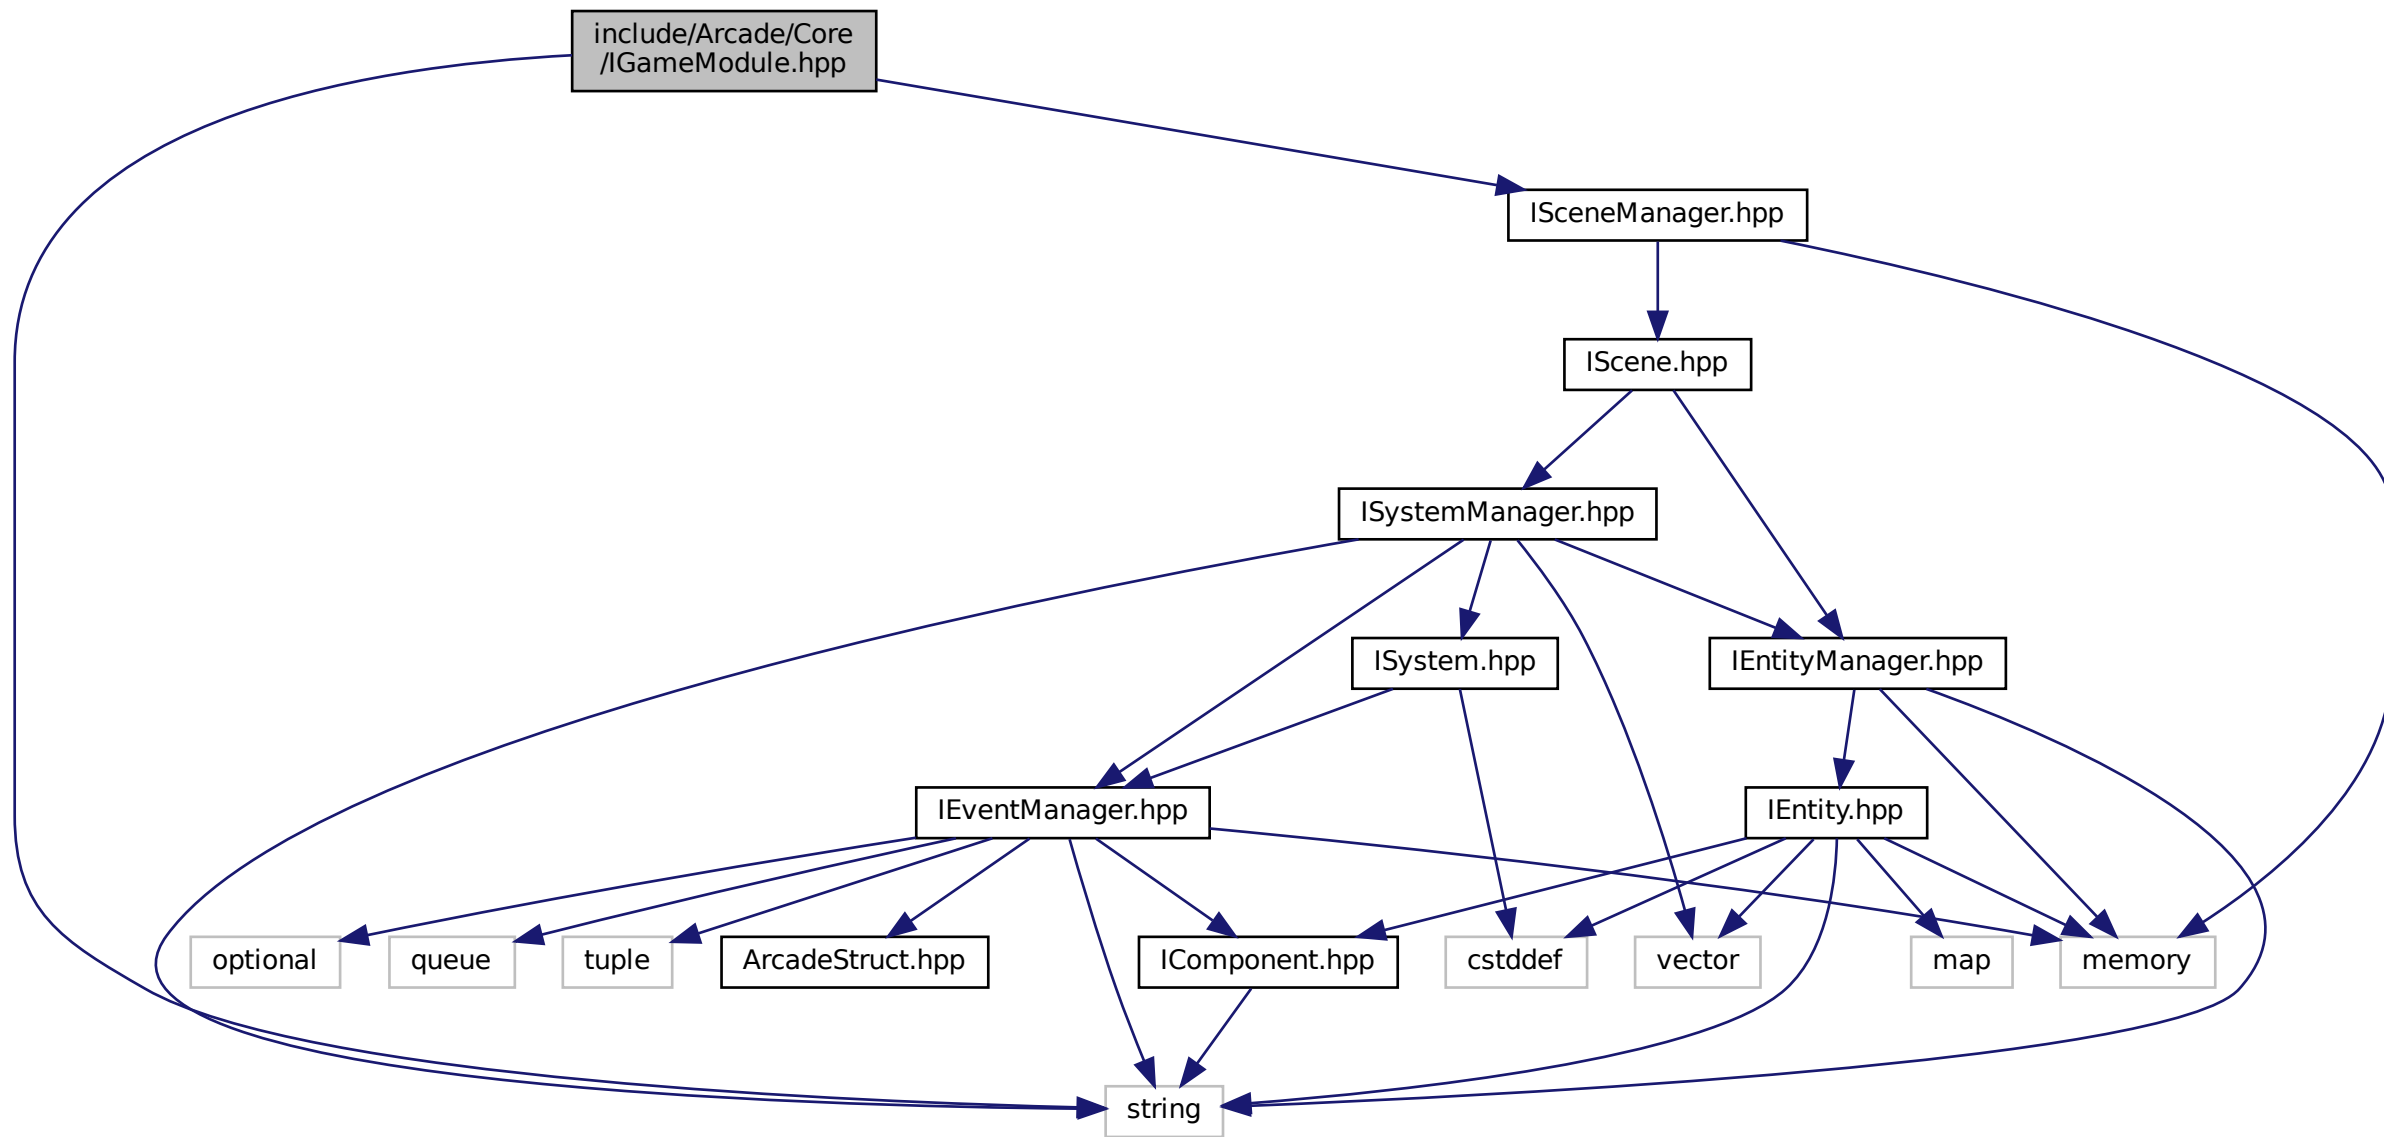 include/Arcade/Core
/IGameModule.hpp
ISceneManager.hpp
IScene.hpp
ISystemManager.hpp
ISystem.hpp
IEntityManager.hpp
IEventManager.hpp
IEntity.hpp
optional
queue
tuple
ArcadeStruct.hpp
IComponent.hpp
cstddef
vector
map
memory
string